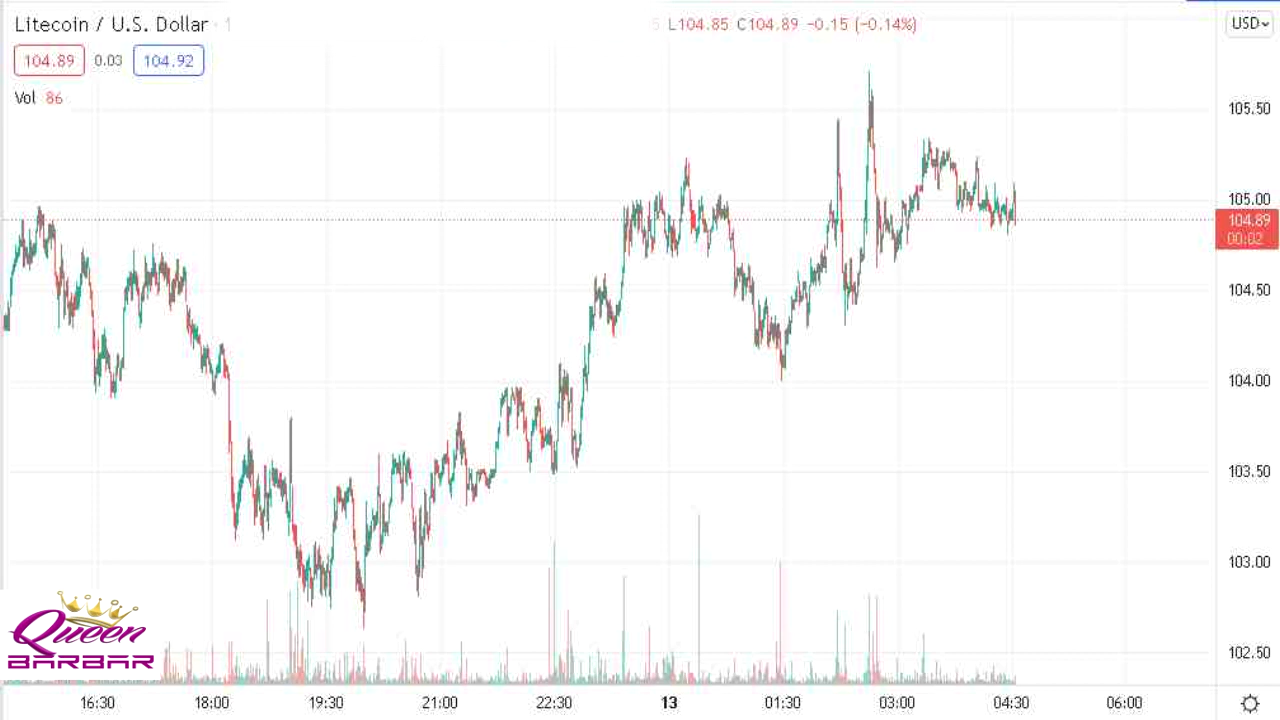 Litecoin / U.S. Dollar · 1
L104.85 C104.89 −0.15 (−0.14%)
USD
104.89 0.03 104.92
Vol 86
105.50
105.00
104.89
00:02
104.50
104.00
103.50
103.00
102.50
Queen
BARBAR
16:30 18:00 19:30 21:00 22:30 13 01:30 03:00 04:30 06:00